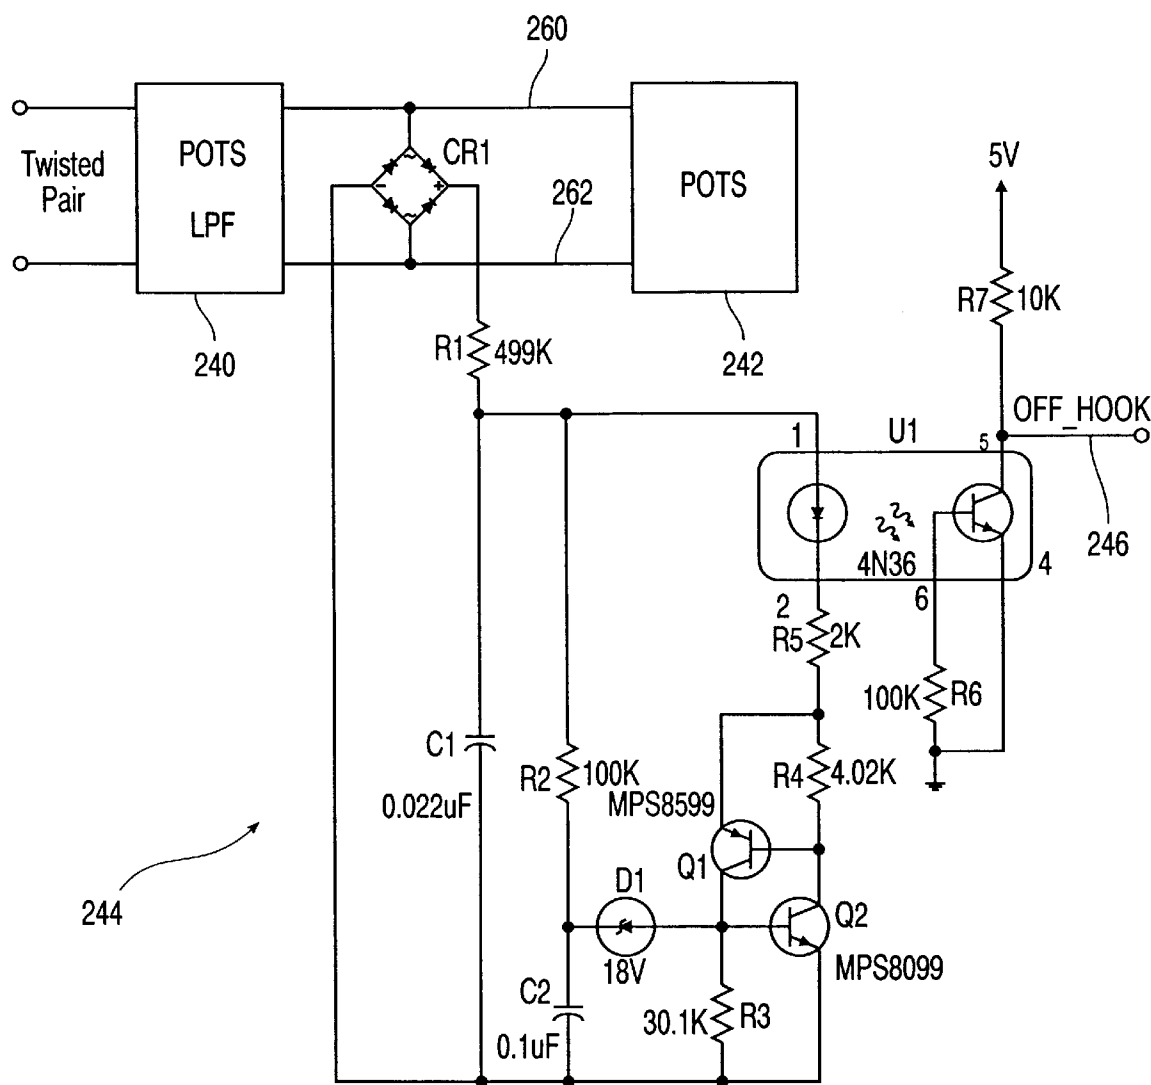 260
Twisted
Pair
POTS
LPF
~
CR1
-
+
~
262
POTS
5V
240
R1
499K
242
R7
10K
OFF_HOOK
1
U1
5
246
4N36
4
2
6
R5
2K
100K
R6
C1
0.022uF
R2
100K
R4
4.02K
MPS8599
Q1
244
D1
18V
Q2
MPS8099
C2
0.1uF
30.1K
R3